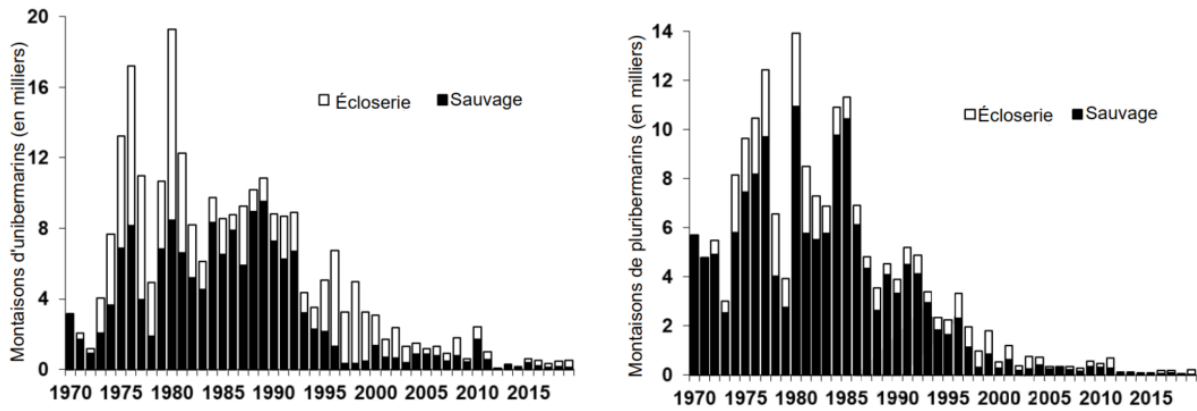 Montaisons d'unibermarins (en milliers)
20
16
12
8
4
0
Écloserie Sauvage
1970 1975 1980 1985 1990 1995 2000 2005 2010 2015
Montaisons de pluribermarins (en milliers)
14
12
10
8
6
4
2
0
Écloserie Sauvage
1970 1975 1980 1985 1990 1995 2000 2005 2010 2015